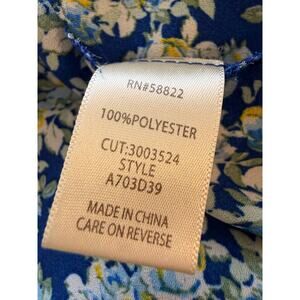 RN#58822
100%POLYESTER
CUT:3003524
STYLE
A703D39
MADE IN CHINA
CARE ON REVERSE